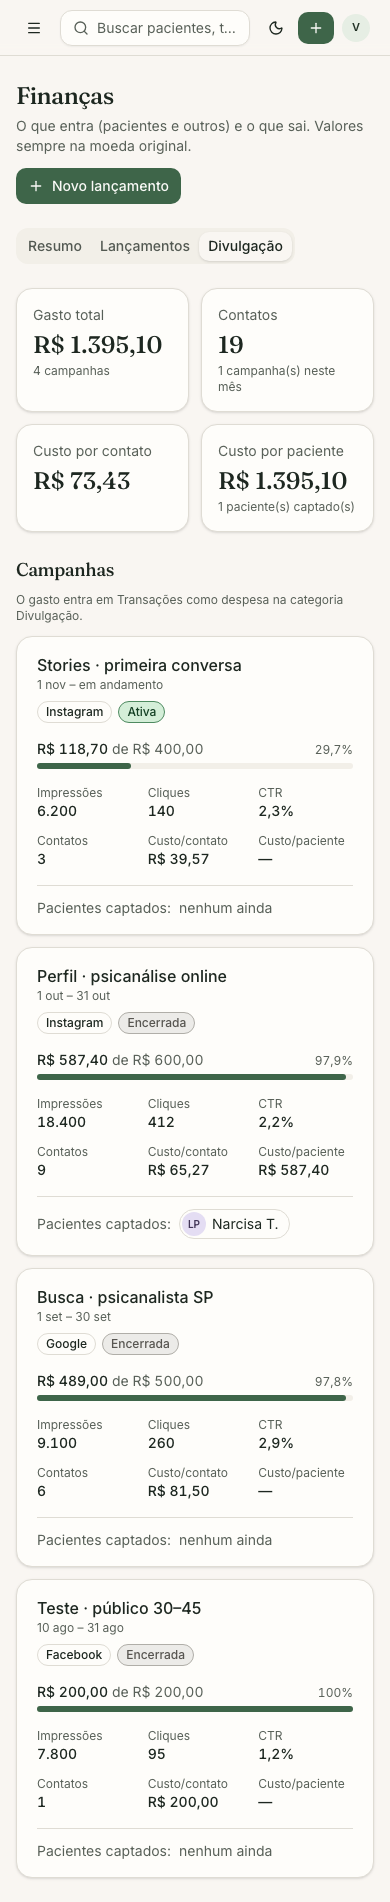 Buscar pacientes, t...
V
Finanças
O que entra (pacientes e outros) e o que sai. Valores
sempre na moeda original.
Novo lançamento
Resumo Lançamentos Divulgação
Gasto total
R$ 1.395,10
4 campanhas
Contatos
19
1 campanha(s) neste
mês
Custo por contato
R$ 73,43
Custo por paciente
R$ 1.395,10
1 paciente(s) captado(s)
Campanhas
O gasto entra em Transações como despesa na categoria
Divulgação.
Stories · primeira conversa
1 nov – em andamento
Instagram Ativa
R$ 118,70 de R$ 400,00 29,7%
Impressões Cliques CTR
6.200 140 2,3%
Contatos Custo/contato Custo/paciente
3 R$ 39,57 —
Pacientes captados: nenhum ainda
Perfil · psicanálise online
1 out – 31 out
Instagram Encerrada
R$ 587,40 de R$ 600,00 97,9%
Impressões Cliques CTR
18.400 412 2,2%
Contatos Custo/contato Custo/paciente
9 R$ 65,27 R$ 587,40
Pacientes captados: LP Narcisa T.
Busca · psicanalista SP
1 set – 30 set
Google Encerrada
R$ 489,00 de R$ 500,00 97,8%
Impressões Cliques CTR
9.100 260 2,9%
Contatos Custo/contato Custo/paciente
6 R$ 81,50 —
Pacientes captados: nenhum ainda
Teste · público 30–45
10 ago – 31 ago
Facebook Encerrada
R$ 200,00 de R$ 200,00 100%
Impressões Cliques CTR
7.800 95 1,2%
Contatos Custo/contato Custo/paciente
1 R$ 200,00 —
Pacientes captados: nenhum ainda